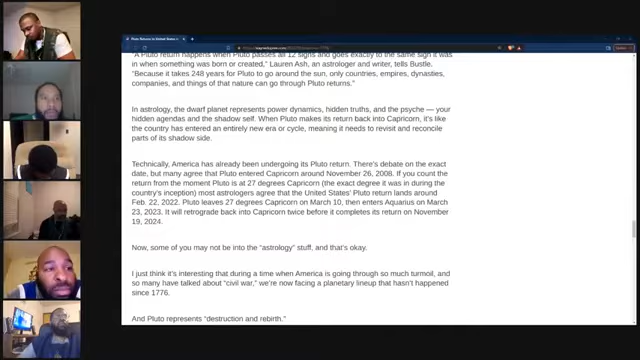 Pluto Returns in United States in
"A Pluto return happens when Pluto passes all 12 signs and goes exactly to the same sign it was
in when something was born or created," Lauren Ash, an astrologer and writer, tells Bustle.
"Because it takes 248 years for Pluto to go around the sun, only countries, empires, dynasties,
companies, and things of that nature can go through Pluto returns."
In astrology, the dwarf planet represents power dynamics, hidden truths, and the psyche — your
hidden agendas and the shadow self. When Pluto makes its return back into Capricorn, it's like
the country has entered an entirely new era or cycle, meaning it needs to revisit and reconcile
parts of its shadow side.
Technically, America has already been undergoing its Pluto return. There's debate on the exact
date, but many agree that Pluto entered Capricorn around November 26, 2008. If you count the
return from the moment Pluto is at 27 degrees Capricorn (the exact degree it was in during the
country's inception) most astrologers agree that the United States' Pluto return lands around
Feb. 22, 2022. Pluto leaves 27 degrees Capricorn on March 10, then enters Aquarius on March
23, 2023. It will retrograde back into Capricorn twice before it completes its return on November
19, 2024.
Now, some of you may not be into the "astrology" stuff, and that's okay.
I just think it's interesting that during a time when America is going through so much turmoil, and
so many have talked about "civil war," we're now facing a planetary lineup that hasn't happened
since 1776.
And Pluto represents "destruction and rebirth."